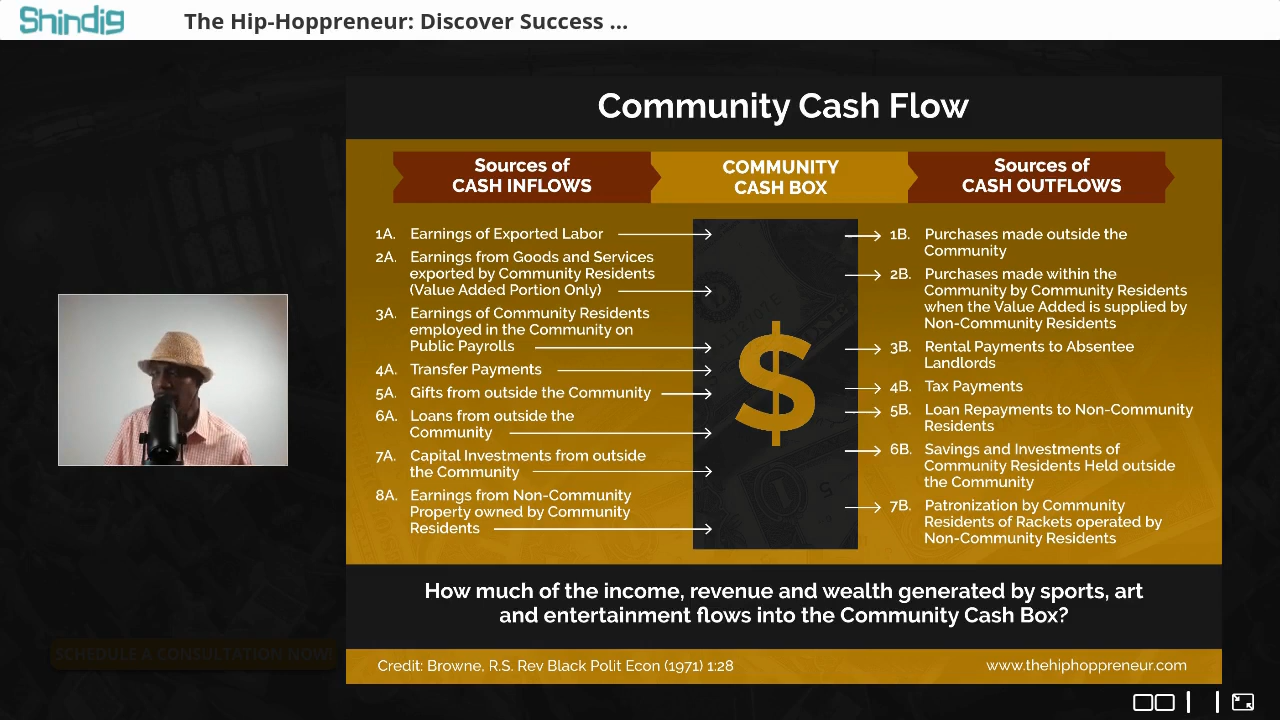 Shindig
The Hip-Hoppreneur: Discover Success ...
Community Cash Flow
Sources of
CASH INFLOWS
COMMUNITY
CASH BOX
Sources of
CASH OUTFLOWS
1A. Earnings of Exported Labor
2A. Earnings from Goods and Services
exported by Community Residents
(Value Added Portion Only)
3A. Earnings of Community Residents
employed in the Community on
Public Payrolls
4A. Transfer Payments
5A. Gifts from outside the Community
6A. Loans from outside the
Community
7A. Capital Investments from outside
the Community
8A. Earnings from Non-Community
Property owned by Community
Residents
$
1B. Purchases made outside the
Community
2B. Purchases made within the
Community by Community Residents
when the Value Added is supplied by
Non-Community Residents
3B. Rental Payments to Absentee
Landlords
4B. Tax Payments
5B. Loan Repayments to Non-Community
Residents
6B. Savings and Investments of
Community Residents Held outside
the Community
7B. Patronization by Community
Residents of Rackets operated by
Non-Community Residents
How much of the income, revenue and wealth generated by sports, art
and entertainment flows into the Community Cash Box?
SCHEDULE A CONSULTATION NOW!
Credit: Browne, R.S. Rev Black Polit Econ (1971) 1:28
www.thehiphoppreneur.com